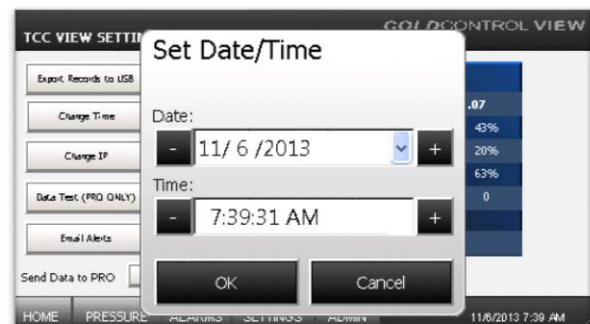 GOLDCONTROL VIEW
TCC VIEW SETTI
Set Date/Time
Export Records to USB
Change Time
Change IP
Data Test (PRO ONLY)
Email Alerts
Send Data to PRO
Date:
- 11/ 6 /2013 +
Time:
- 7:39:31 AM +
OK Cancel
.07
43%
20%
63%
0
HOME PRESSURE ALARMS SETTINGS ADMIN 11/6/2013 7:39 AM